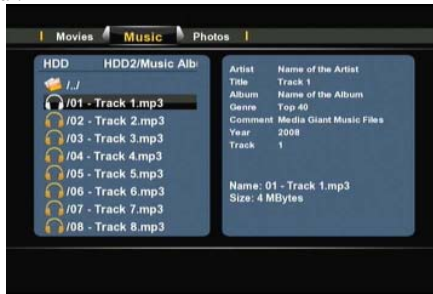 Movies Music Photos
HDD HDD2/Music Alb
/../
/01 - Track 1.mp3
/02 - Track 2.mp3
/03 - Track 3.mp3
/04 - Track 4.mp3
/05 - Track 5.mp3
/06 - Track 6.mp3
/07 - Track 7.mp3
/08 - Track 8.mp3
Artist Name of the Artist
Title Track 1
Album Name of the Album
Genre Top 40
Comment Media Giant Music Files
Year 2008
Track 1
Name: 01 - Track 1.mp3
Size: 4 MBytes